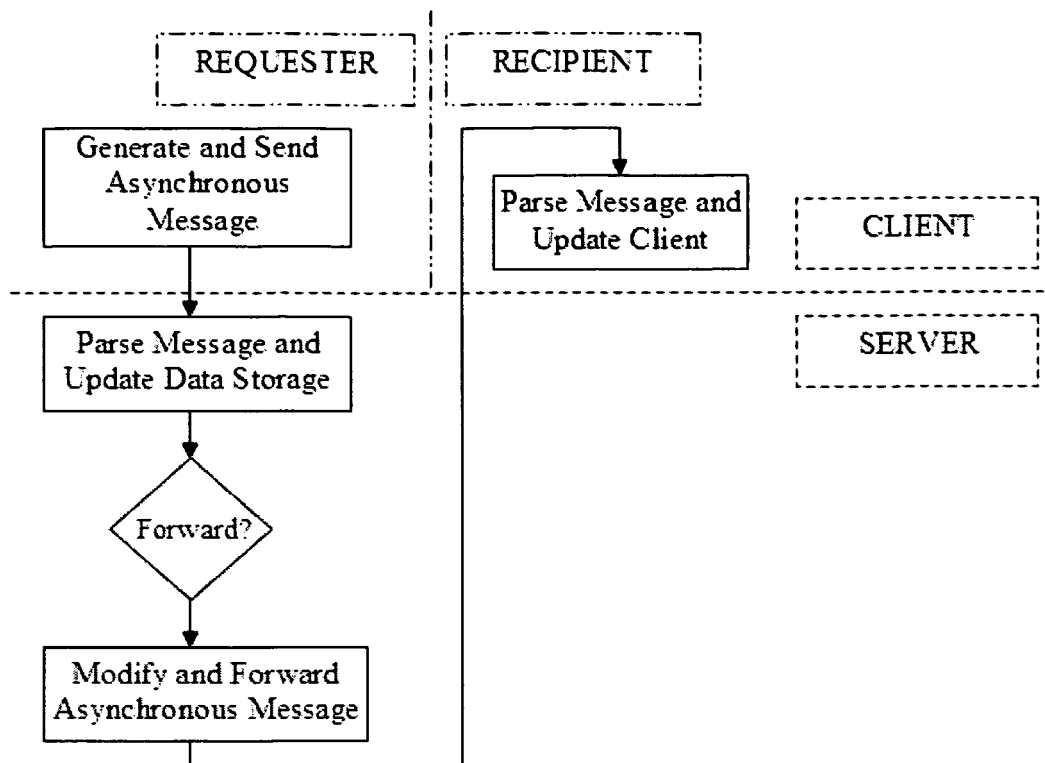 REQUESTER
RECIPIENT
Generate and Send
Asynchronous
Message
Parse Message and
Update Client
CLIENT
Parse Message and
Update Data Storage
SERVER
Forward?
Modify and Forward
Asynchronous Message